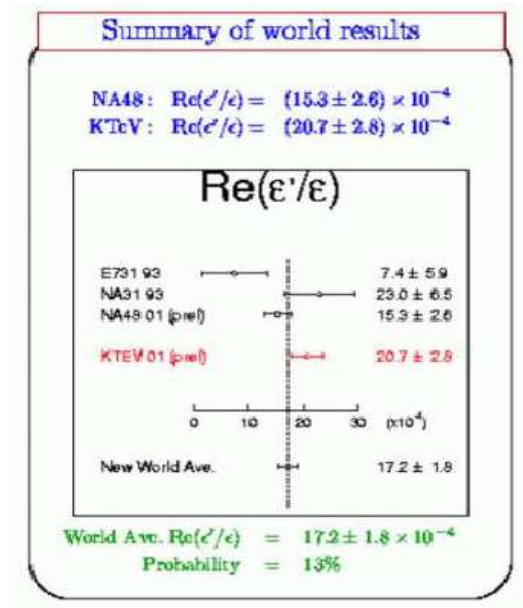 Summary of world results
NA48 : Re(ϵ′/ϵ) = (15.3 ± 2.6) × 10⁻⁴
KTeV : Re(ϵ′/ϵ) = (20.7 ± 2.8) × 10⁻⁴
Re(ε'/ε)
E731 93 7.4 ± 5.9
NA31 93 23.0 ± 6.5
NA48 01 (prel) 15.3 ± 2.6
KTEV 01 (prel) 20.7 ± 2.8
0 10 20 30 (x10⁻⁴)
New World Ave. 17.2 ± 1.8
World Ave. Re(ϵ′/ϵ) = 17.2 ± 1.8 × 10⁻⁴
Probability = 13%